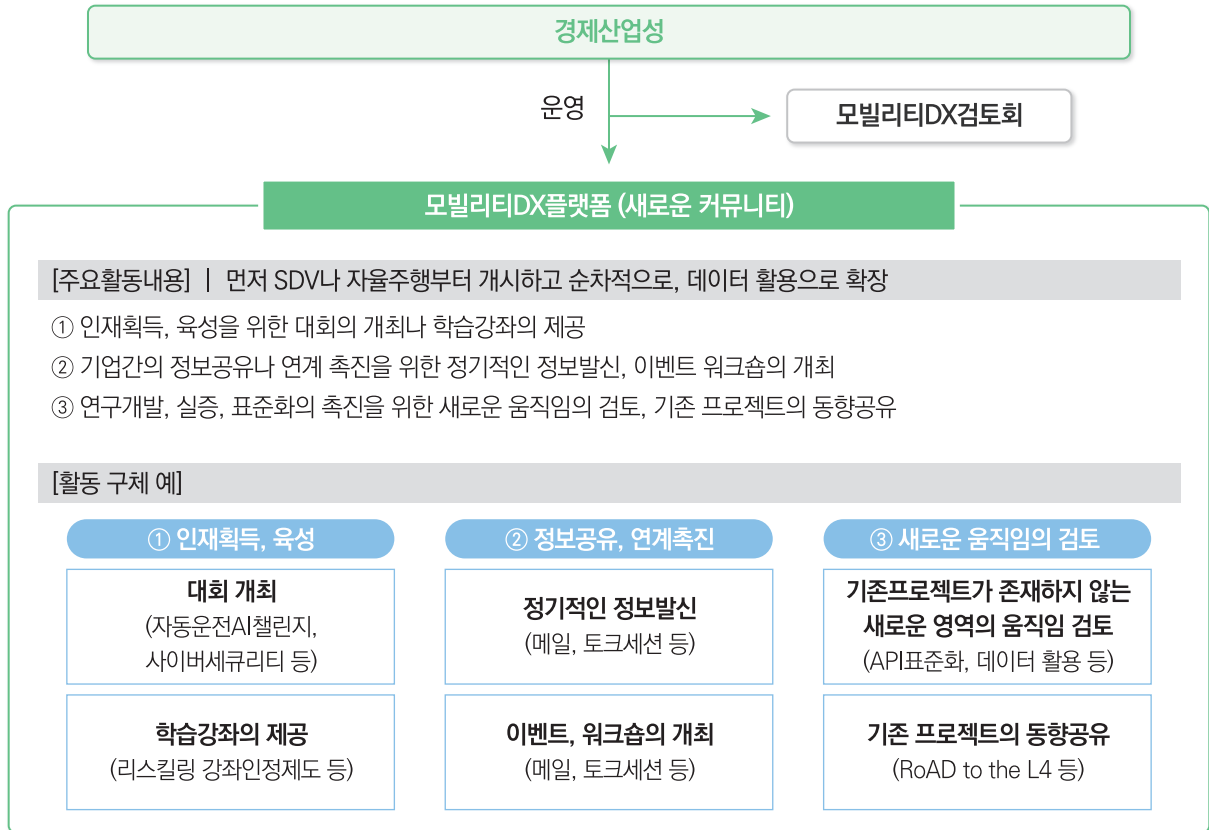 경제산업성
운영
모빌리티DX검토회
모빌리티DX플랫폼 (새로운 커뮤니티)
[주요활동내용] | 먼저 SDV나 자율주행부터 개시하고 순차적으로, 데이터 활용으로 확장
① 인재획득, 육성을 위한 대회의 개최나 학습강좌의 제공
② 기업간의 정보공유나 연계 촉진을 위한 정기적인 정보발신, 이벤트 워크숍의 개최
③ 연구개발, 실증, 표준화의 촉진을 위한 새로운 움직임의 검토, 기존 프로젝트의 동향공유
[활동 구체 예]
① 인재획득, 육성
대회 개최
(자동운전AI챌린지,
사이버세큐리티 등)
학습강좌의 제공
(리스킬링 강좌인정제도 등)
② 정보공유, 연계촉진
정기적인 정보발신
(메일, 토크세션 등)
이벤트, 워크숍의 개최
(메일, 토크세션 등)
③ 새로운 움직임의 검토
기존프로젝트가 존재하지 않는
새로운 영역의 움직임 검토
(API표준화, 데이터 활용 등)
기존 프로젝트의 동향공유
(RoAD to the L4 등)